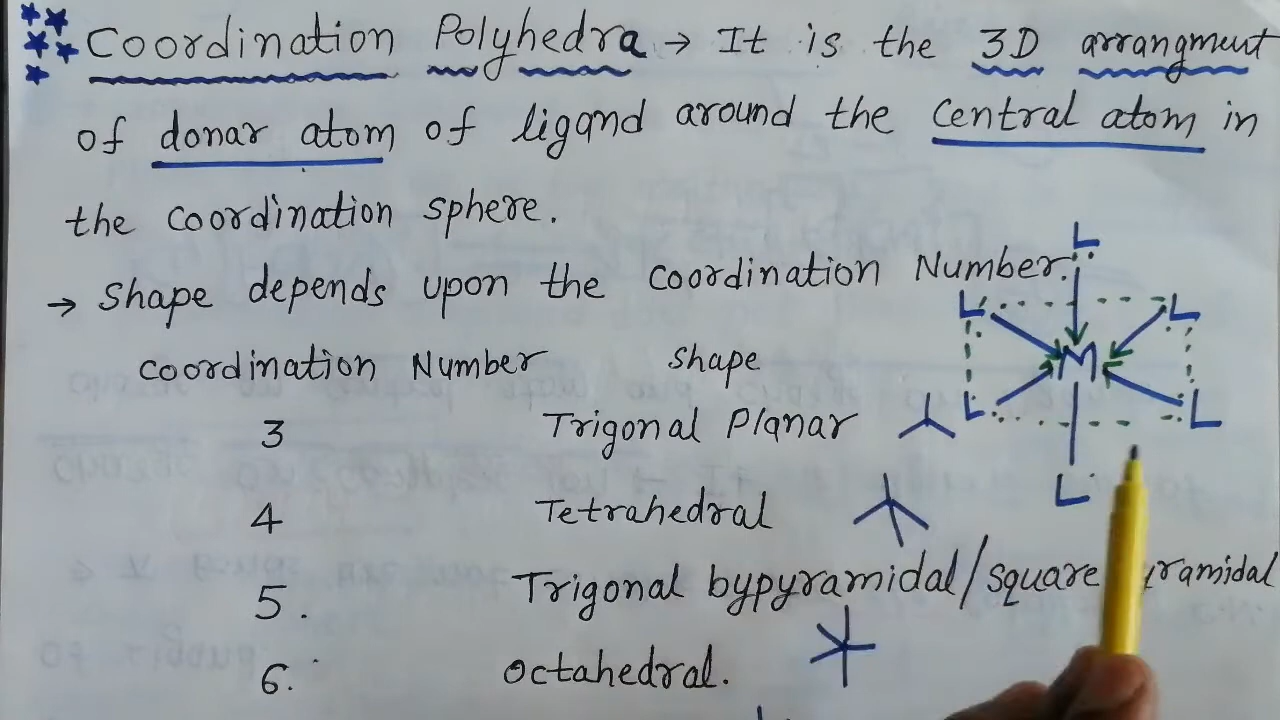 Coordination Polyhedra → It is the 3D arrangment
of donar atom of ligand around the Central atom in
the coordination sphere.
→ Shape depends upon the Coordination Number.
Coordination Number Shape
3 Trigonal Planar
4 Tetrahedral
5. Trigonal bypyramidal/square
6. Octahedral.
L
L L
M
L L
L